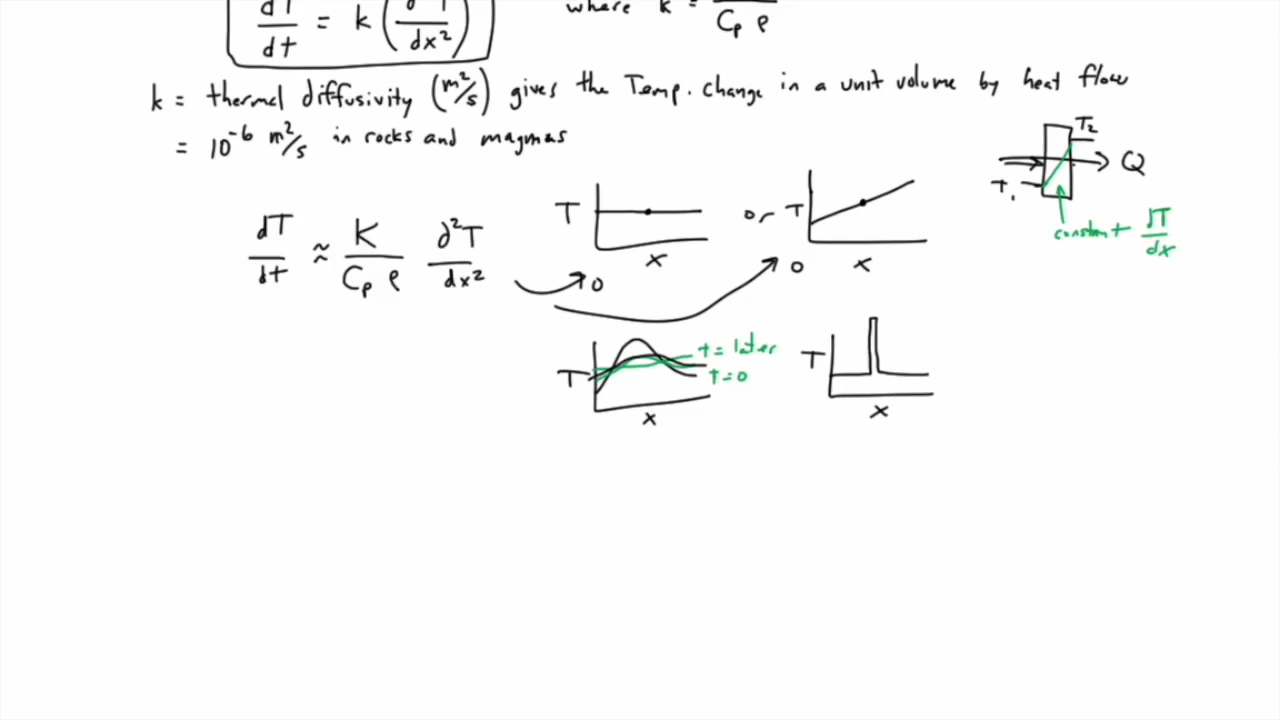 dT/dt = k (∂²T/dx²) where k = /Cp ρ
k = thermal diffusivity (m²/s) gives the Temp. change in a unit volume by heat flow
= 10⁻⁶ m²/s in rocks and magmas
T₂
Q
T₁
constant dT/dx
dT/dt ≈ K/Cp ρ ∂²T/dx²
T
x
0
or
T
x
0
T
t = later
t = 0
x
T
x